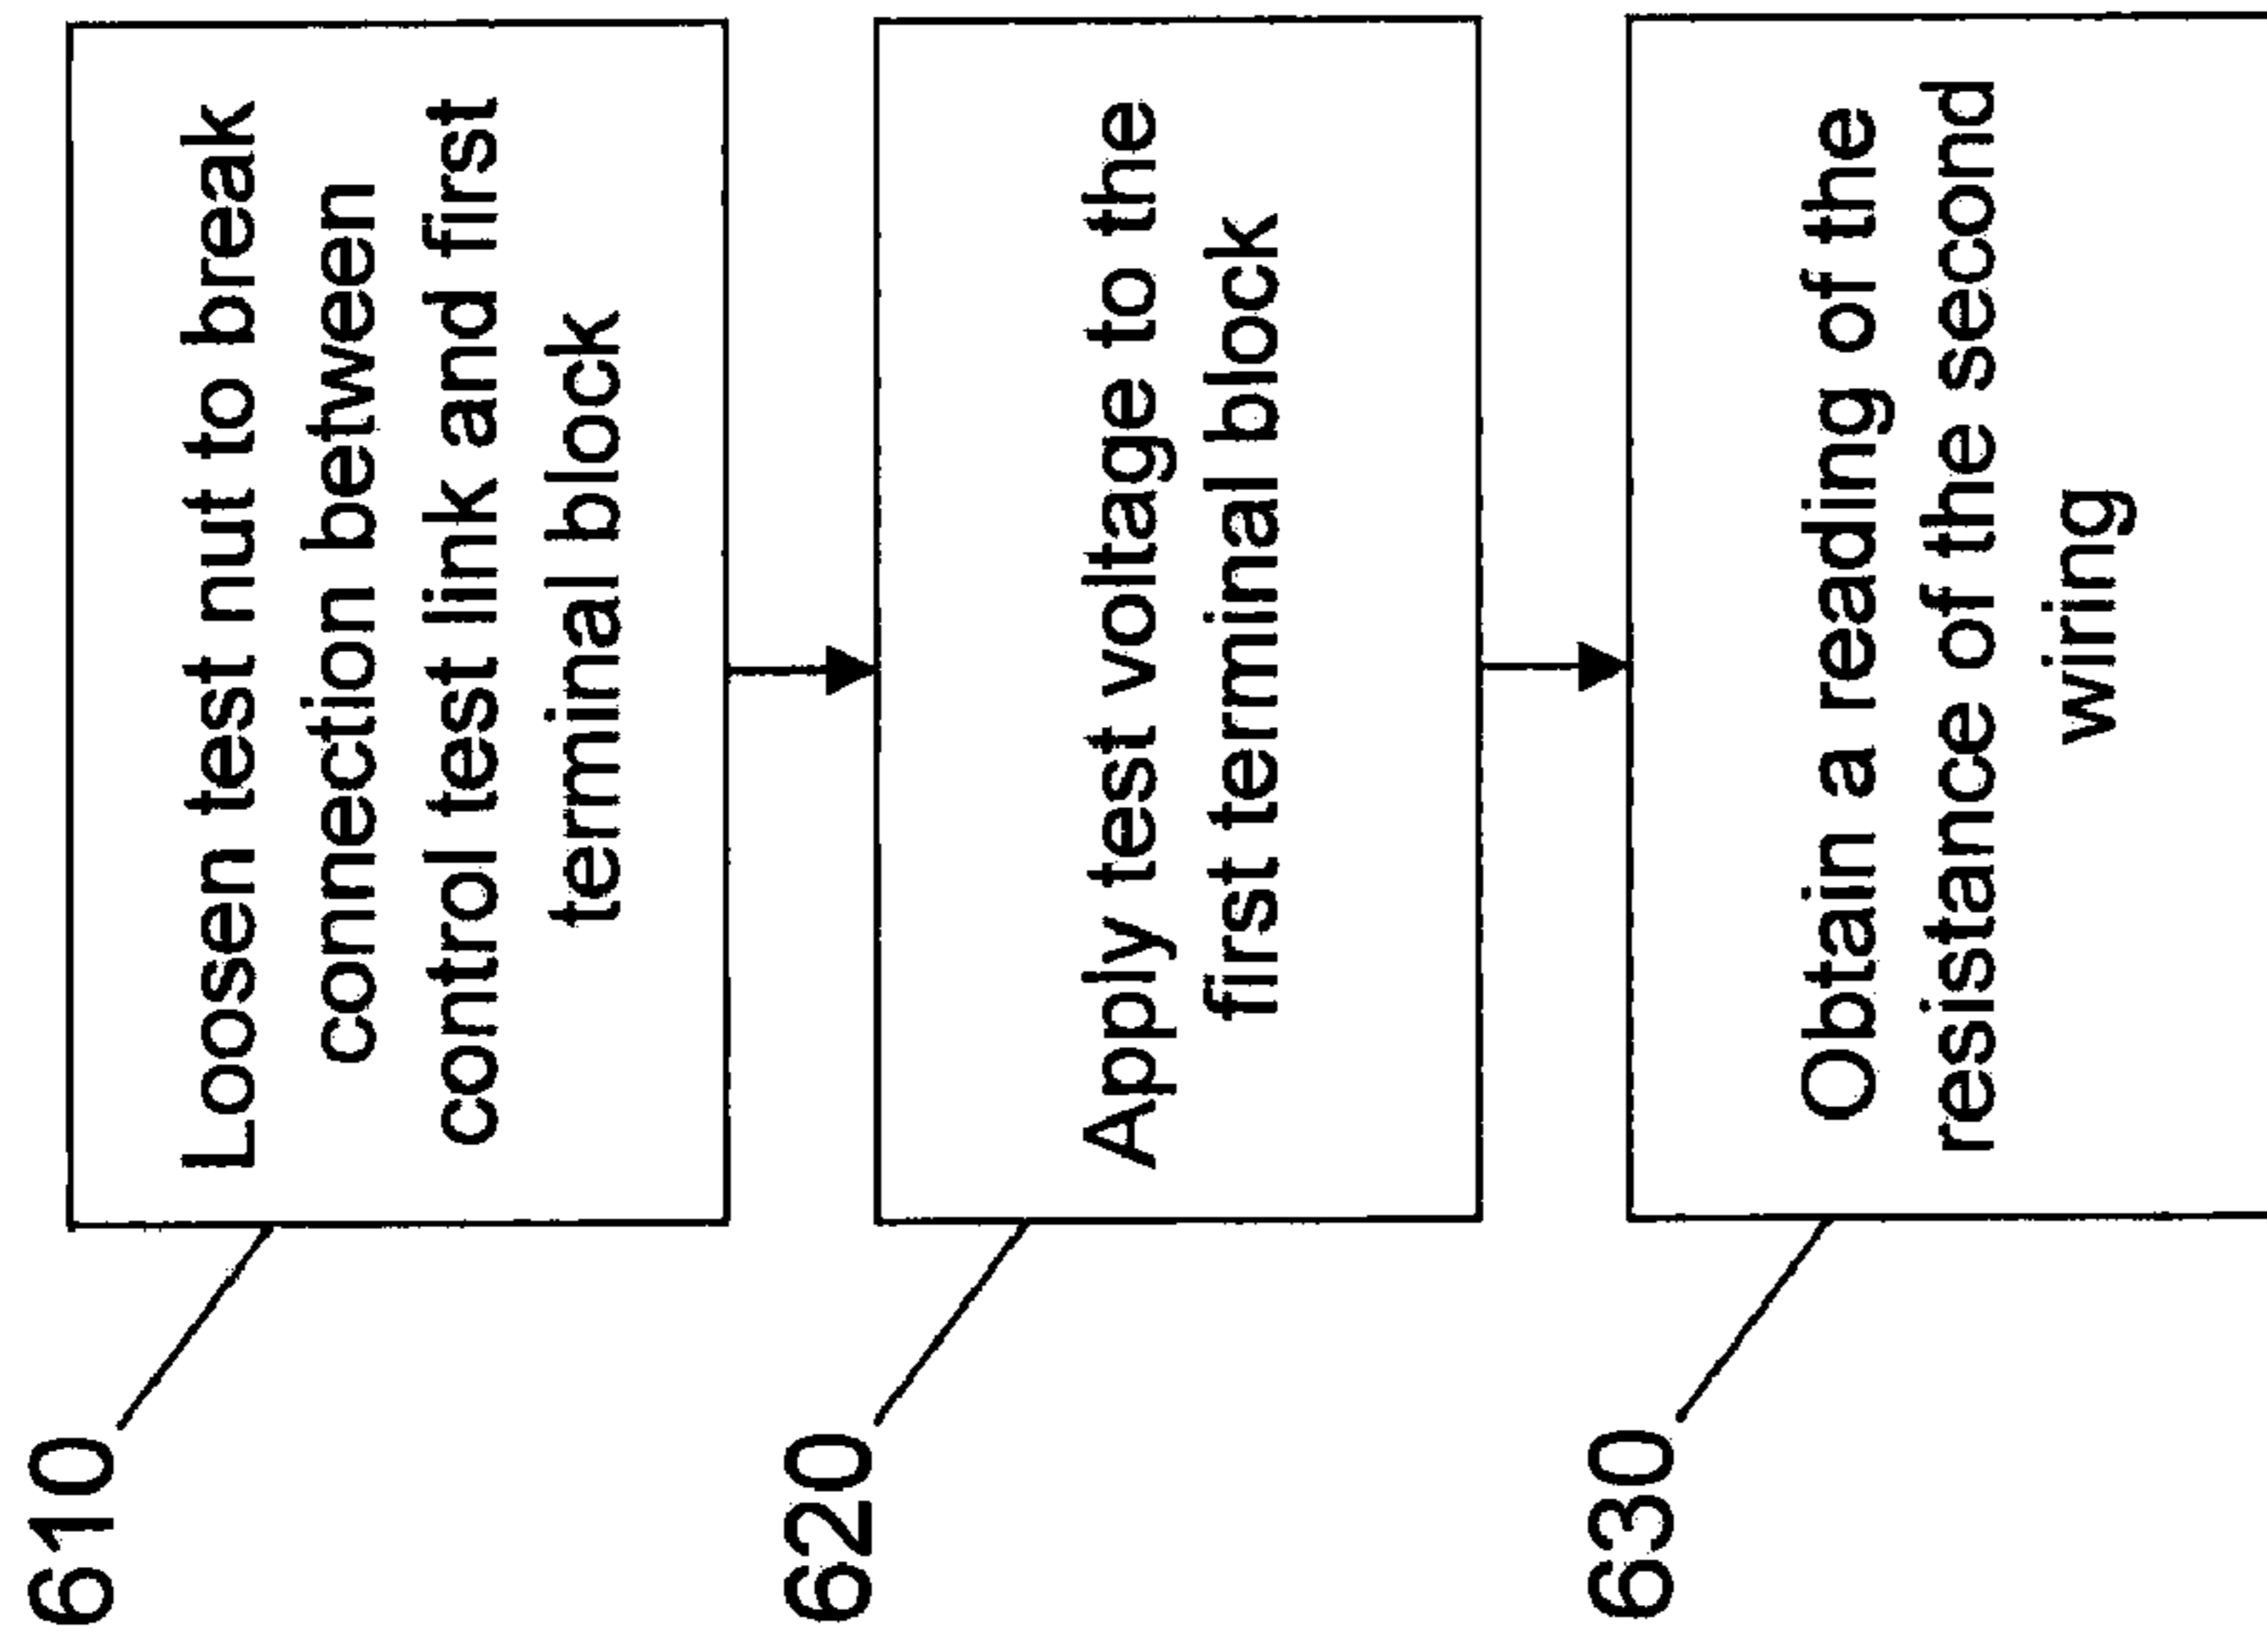 610
Loosen test nut to break
connection between
control test link and first
terminal block
620
Apply test voltage to the
first terminal block
630
Obtain a reading of the
resistance of the second
wiring